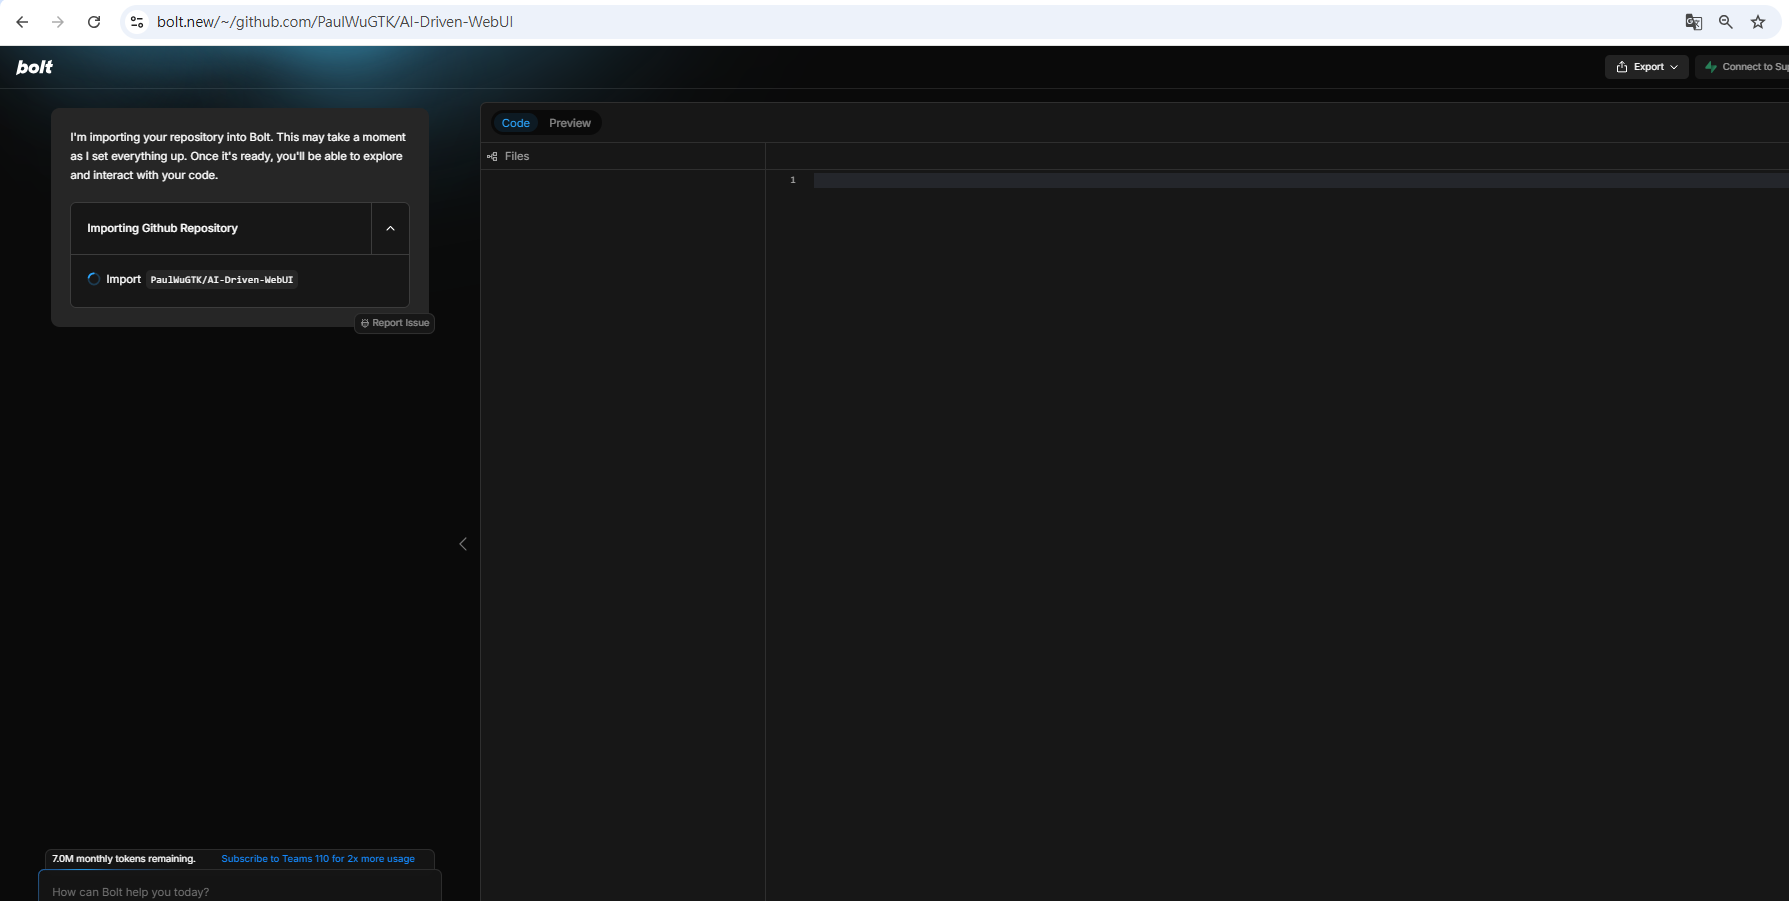 bolt.new/~/github.com/PaulWuGTK/AI-Driven-WebUI
bolt
Export
Connect to
I'm importing your repository into Bolt. This may take a moment
as I set everything up. Once it's ready, you'll be able to explore
and interact with your code.
Importing Github Repository
Import PaulWuGTK/AI-Driven-WebUI
Report Issue
Code Preview
Files
1
7.0M monthly tokens remaining. Subscribe to Teams 110 for 2x more usage
How can Bolt help you today?